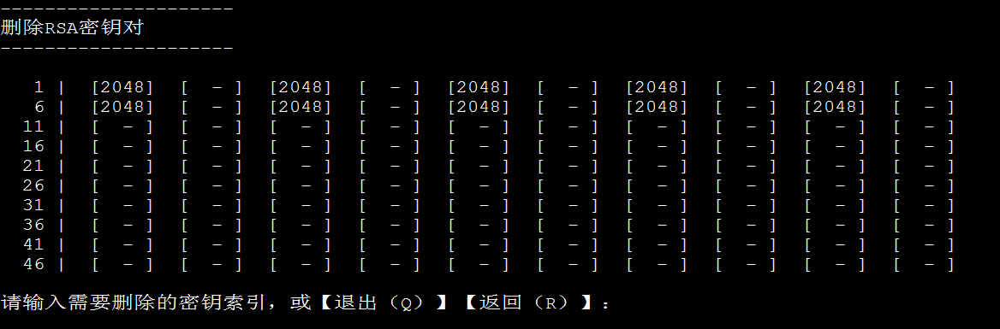 ---------------------
删除RSA密钥对
---------------------
1 | [2048] [ - ] [2048] [ - ] [2048] [ - ] [2048] [ - ] [2048] [ - ]
6 | [2048] [ - ] [2048] [ - ] [2048] [ - ] [2048] [ - ] [2048] [ - ]
11 | [ - ] [ - ] [ - ] [ - ] [ - ] [ - ] [ - ] [ - ] [ - ] [ - ]
16 | [ - ] [ - ] [ - ] [ - ] [ - ] [ - ] [ - ] [ - ] [ - ] [ - ]
21 | [ - ] [ - ] [ - ] [ - ] [ - ] [ - ] [ - ] [ - ] [ - ] [ - ]
26 | [ - ] [ - ] [ - ] [ - ] [ - ] [ - ] [ - ] [ - ] [ - ] [ - ]
31 | [ - ] [ - ] [ - ] [ - ] [ - ] [ - ] [ - ] [ - ] [ - ] [ - ]
36 | [ - ] [ - ] [ - ] [ - ] [ - ] [ - ] [ - ] [ - ] [ - ] [ - ]
41 | [ - ] [ - ] [ - ] [ - ] [ - ] [ - ] [ - ] [ - ] [ - ] [ - ]
46 | [ - ] [ - ] [ - ] [ - ] [ - ] [ - ] [ - ] [ - ] [ - ] [ - ]
请输入需要删除的密钥索引，或【退出（Q）】【返回（R）】：